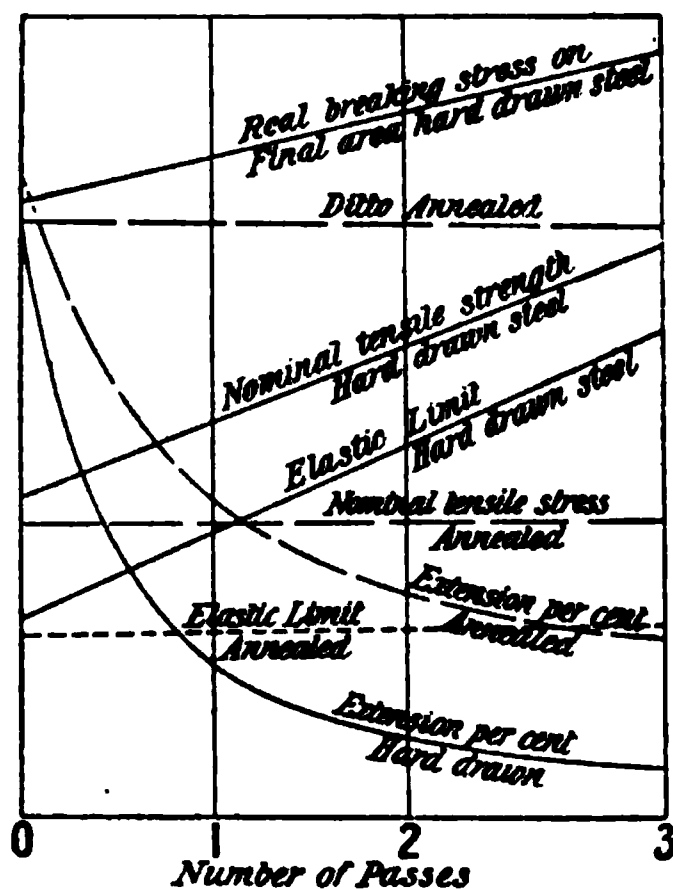 Real breaking stress on
Final area hard drawn steel
Ditto Annealed
Nominal tensile strength
Hard drawn steel
Elastic Limit
Hard drawn steel
Nominal tensile stress
Annealed
Extension per cent
Annealed
Elastic Limit
Annealed
Extension per cent
Hard drawn
0 1 2 3
Number of Passes